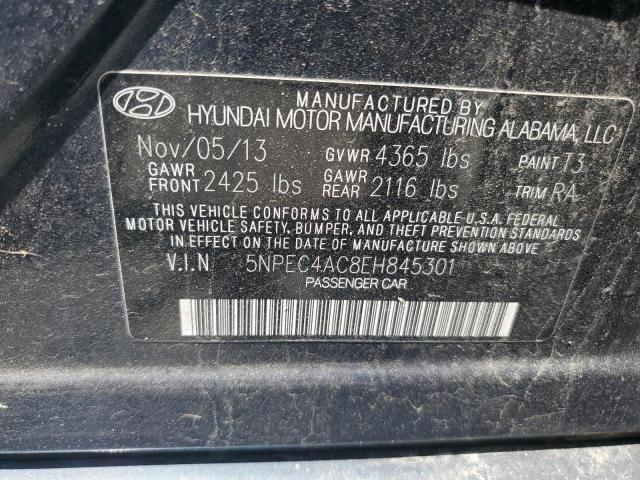 MANUFACTURED BY
HYUNDAI MOTOR MANUFACTURING ALABAMA, LLC
Nov/05/13 GVWR 4365 lbs PAINT T3
GAWR FRONT 2425 lbs GAWR REAR 2116 lbs TRIM RA
THIS VEHICLE CONFORMS TO ALL APPLICABLE U.S.A. FEDERAL
MOTOR VEHICLE SAFETY, BUMPER, AND THEFT PREVENTION STANDARDS
IN EFFECT ON THE DATE OF MANUFACTURE SHOWN ABOVE
V.I.N 5NPEC4AC8EH845301
PASSENGER CAR